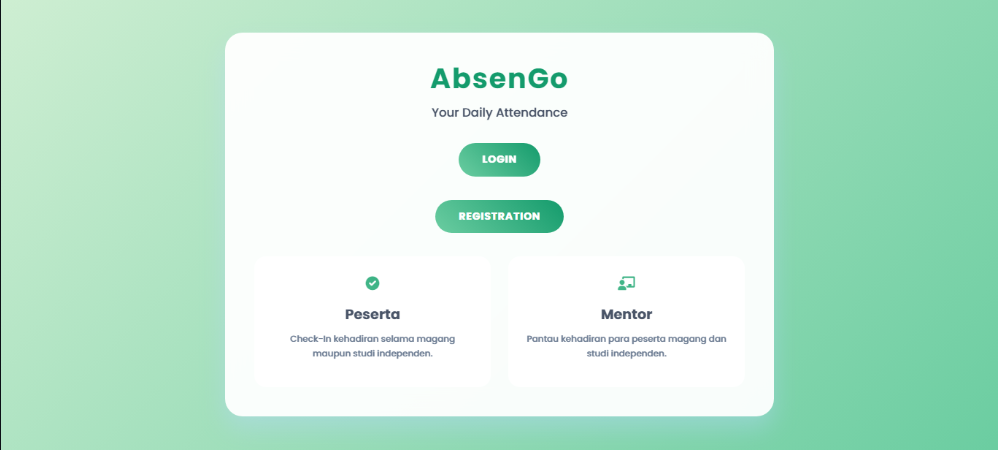 AbsenGo
Your Daily Attendance
LOGIN
REGISTRATION
Peserta
Check-In kehadiran selama magang
maupun studi independen.
Mentor
Pantau kehadiran para peserta magang dan
studi independen.